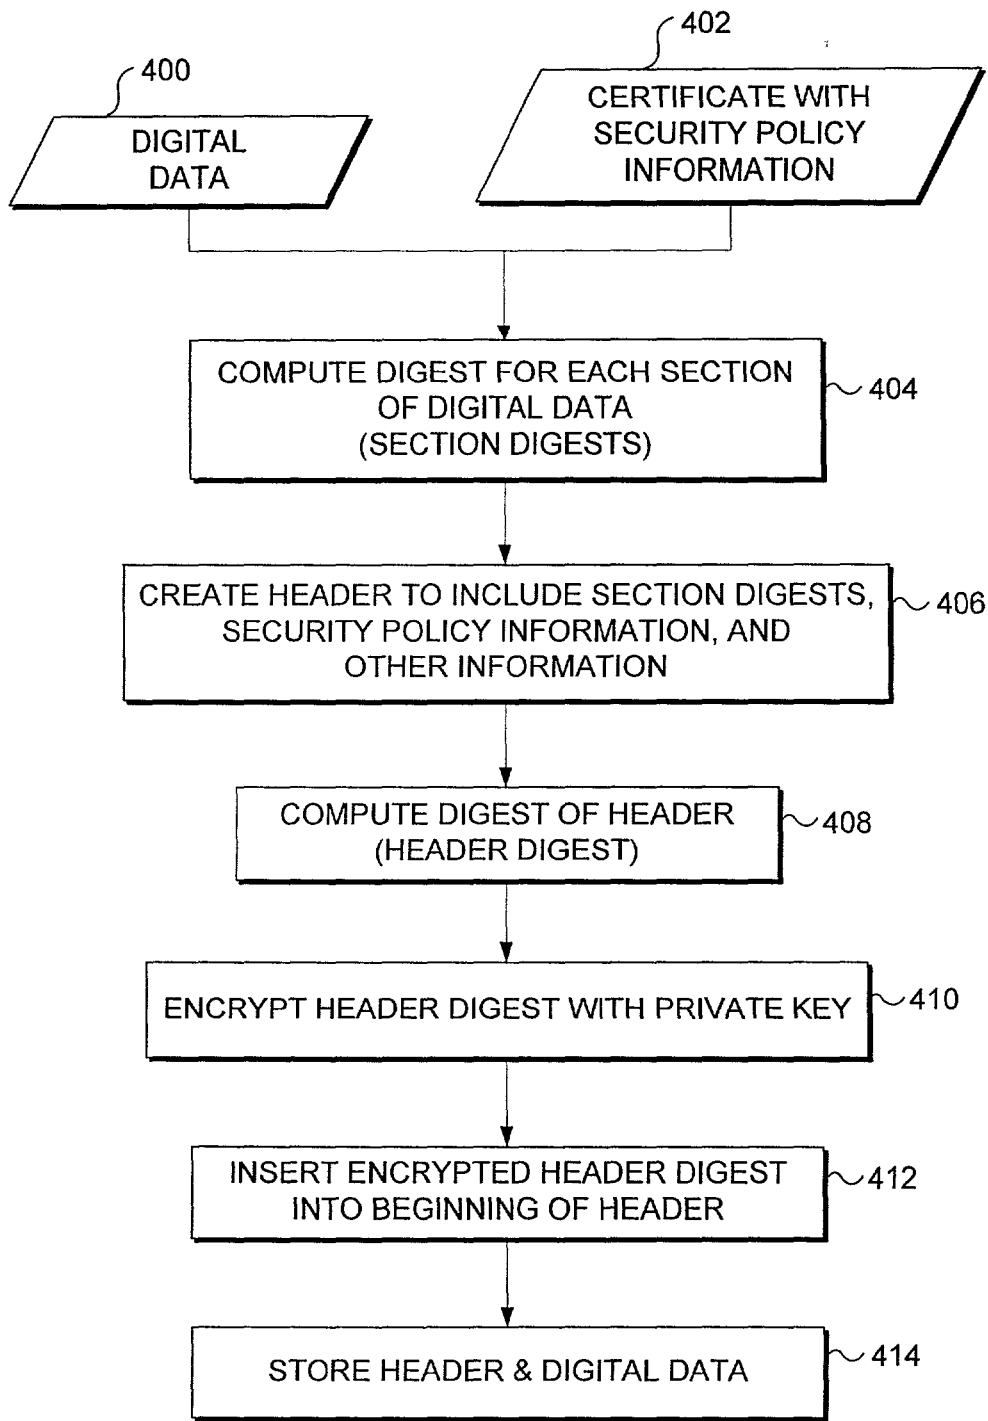 402
400
CERTIFICATE WITH
SECURITY POLICY
INFORMATION
DIGITAL
DATA
COMPUTE DIGEST FOR EACH SECTION
OF DIGITAL DATA
(SECTION DIGESTS)
404
CREATE HEADER TO INCLUDE SECTION DIGESTS,
SECURITY POLICY INFORMATION, AND
OTHER INFORMATION
406
COMPUTE DIGEST OF HEADER
(HEADER DIGEST)
408
ENCRYPT HEADER DIGEST WITH PRIVATE KEY
410
INSERT ENCRYPTED HEADER DIGEST
INTO BEGINNING OF HEADER
412
STORE HEADER & DIGITAL DATA
414